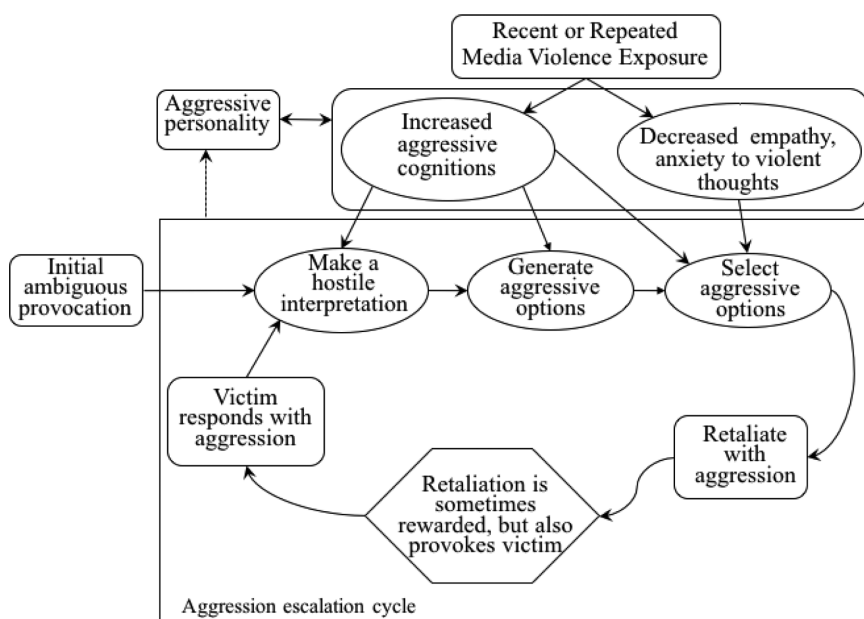 Recent or Repeated
Media Violence Exposure
Aggressive
personality
Increased
aggressive
cognitions
Decreased empathy,
anxiety to violent
thoughts
Initial
ambiguous
provocation
Make a
hostile
interpretation
Generate
aggressive
options
Select
aggressive
options
Victim
responds with
aggression
Retaliate
with
aggression
Retaliation is
sometimes
rewarded, but also
provokes victim
Aggression escalation cycle